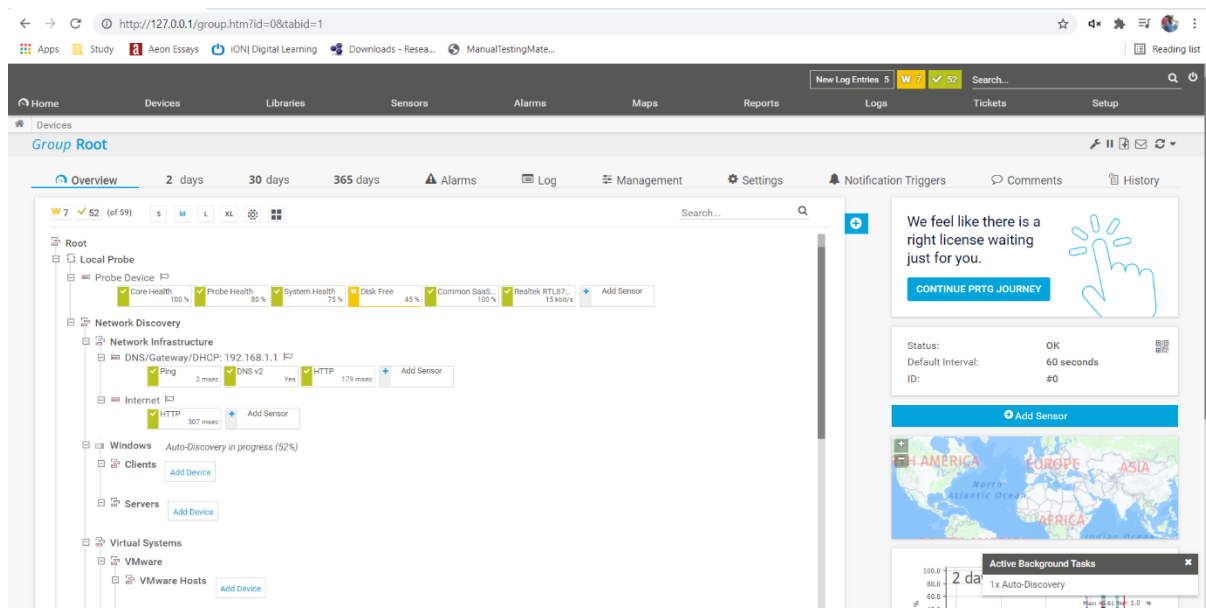 http://127.0.0.1/group.htm?id=0&tabid=1
Apps Study Aeon Essays iON| Digital Learning Downloads - Resea... ManualTestingMate... Reading list
New Log Entries 5 W 7 52 Search...
Home Devices Libraries Sensors Alarms Maps Reports Logs Tickets Setup
Devices
Group Root
Overview 2 days 30 days 365 days Alarms Log Management Settings Notification Triggers Comments History
W 7 52 (of 59) S M L XL Search...
Root
Local Probe
Probe Device
Core Health 100 % Probe Health 80 % System Health 75 % Disk Free 45 % Common SaaS... 100 % Realtek RTL87... 15 kbit/s Add Sensor
Network Discovery
Network Infrastructure
DNS/Gateway/DHCP: 192.168.1.1
Ping 2 msec DNS v2 Yes HTTP 179 msec Add Sensor
Internet
HTTP 307 msec Add Sensor
Windows Auto-Discovery in progress (52%)
Clients Add Device
Servers Add Device
Virtual Systems
VMware
VMware Hosts Add Device
We feel like there is a
right license waiting
just for you.
CONTINUE PRTG JOURNEY
Status: OK
Default Interval: 60 seconds
ID: #0
Add Sensor
TH AMERICA EUROPE ASIA
North
Atlantic Ocean
AFRICA
Indian Ocean
Active Background Tasks
1x Auto-Discovery
100.0
80.0
60.0
2 da
%